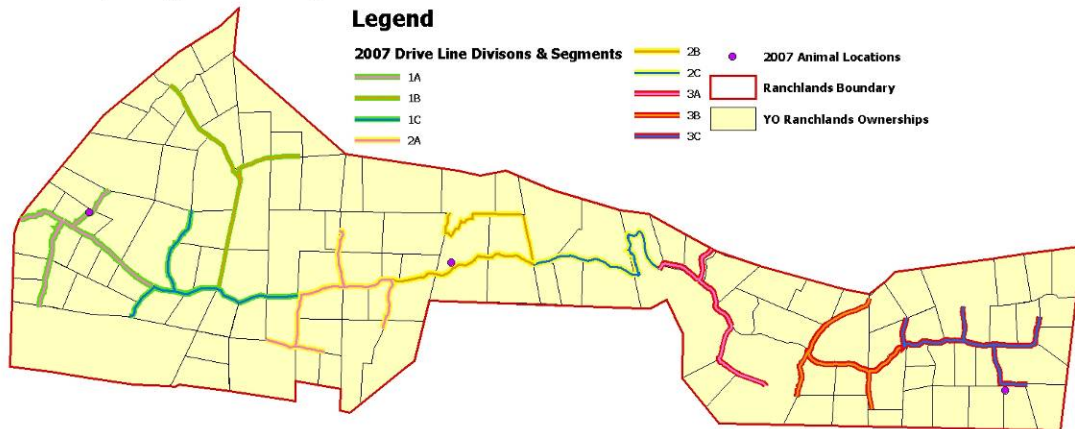 Legend
2007 Drive Line Divisons & Segments
1A
1B
1C
2A
2B
2C
3A
3B
3C
2007 Animal Locations
Ranchlands Boundary
YO Ranchlands Ownerships